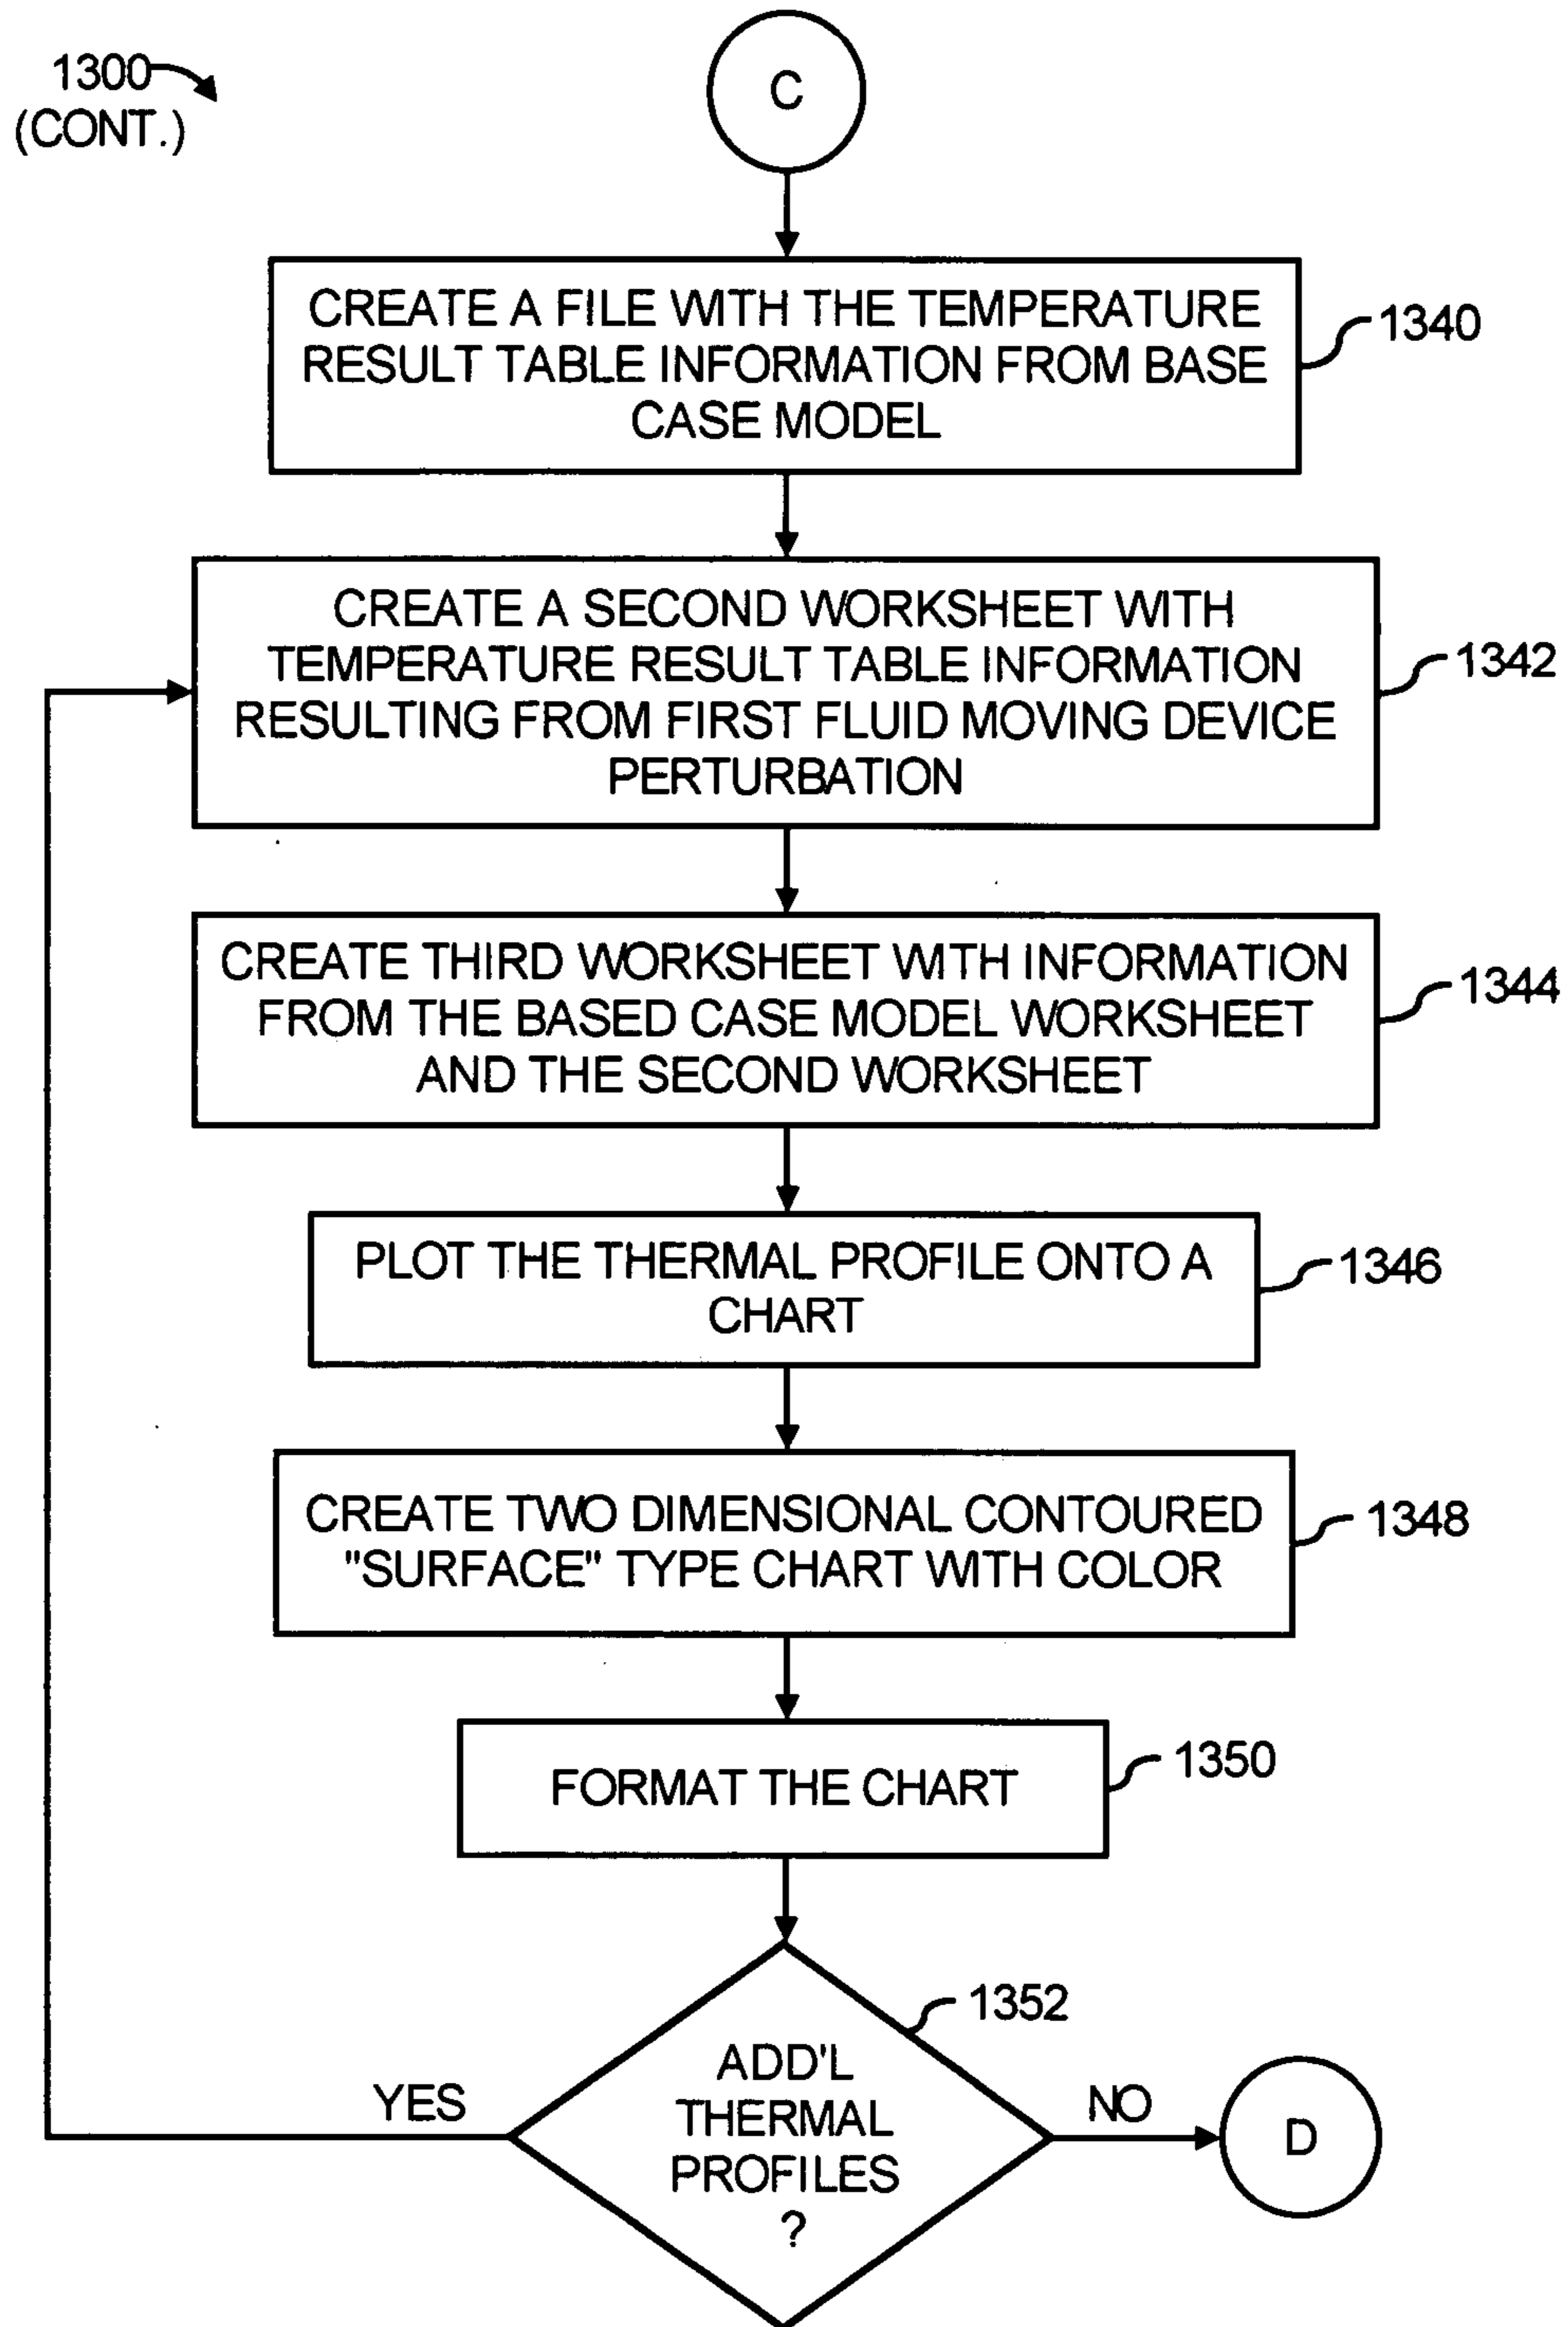 1300
(CONT.)
C
CREATE A FILE WITH THE TEMPERATURE
RESULT TABLE INFORMATION FROM BASE
CASE MODEL
1340
CREATE A SECOND WORKSHEET WITH
TEMPERATURE RESULT TABLE INFORMATION
RESULTING FROM FIRST FLUID MOVING DEVICE
PERTURBATION
1342
CREATE THIRD WORKSHEET WITH INFORMATION
FROM THE BASED CASE MODEL WORKSHEET
AND THE SECOND WORKSHEET
1344
PLOT THE THERMAL PROFILE ONTO A
CHART
1346
CREATE TWO DIMENSIONAL CONTOURED
"SURFACE" TYPE CHART WITH COLOR
1348
FORMAT THE CHART
1350
1352
ADD'L
THERMAL
PROFILES
?
YES
NO
D